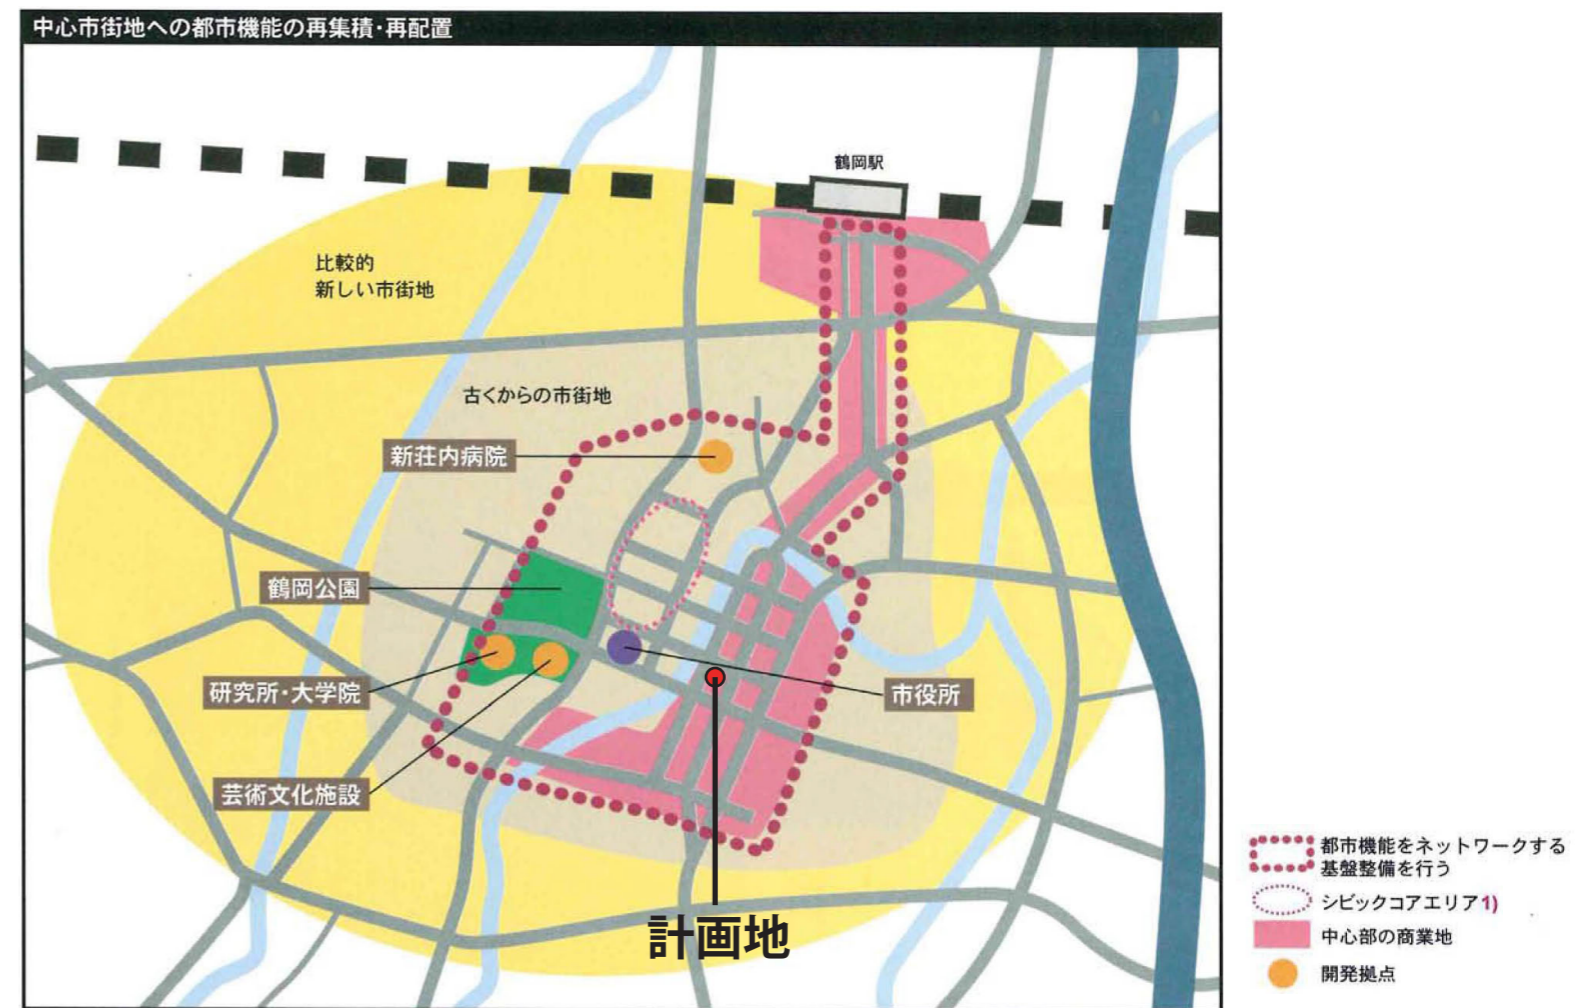 中心市街地への都市機能の再集積・再配置
鶴岡駅
比較的
新しい市街地
古くからの市街地
新荘内病院
鶴岡公園
研究所・大学院
市役所
芸術文化施設
計画地
都市機能をネットワークする
基盤整備を行う
シビックコアエリア1)
中心部の商業地
開発拠点